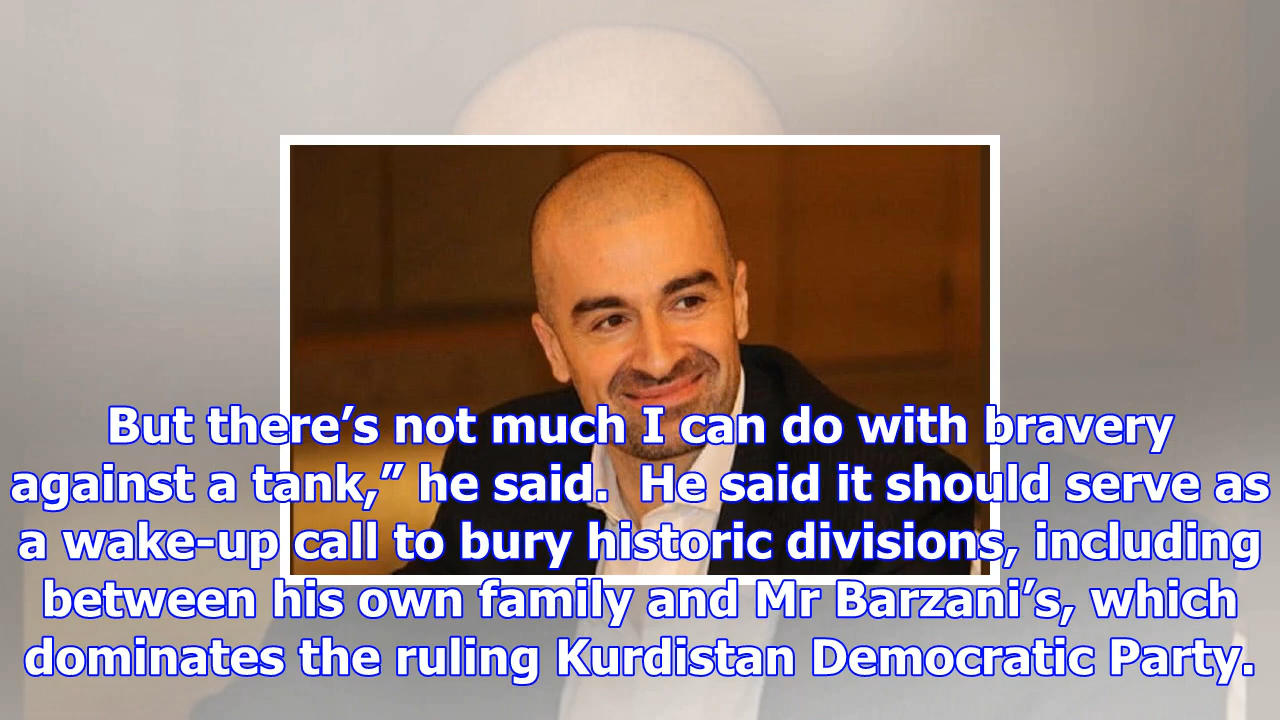 But there’s not much I can do with bravery
against a tank,” he said.  He said it should serve as
a wake-up call to bury historic divisions, including
between his own family and Mr Barzani’s, which
dominates the ruling Kurdistan Democratic Party.